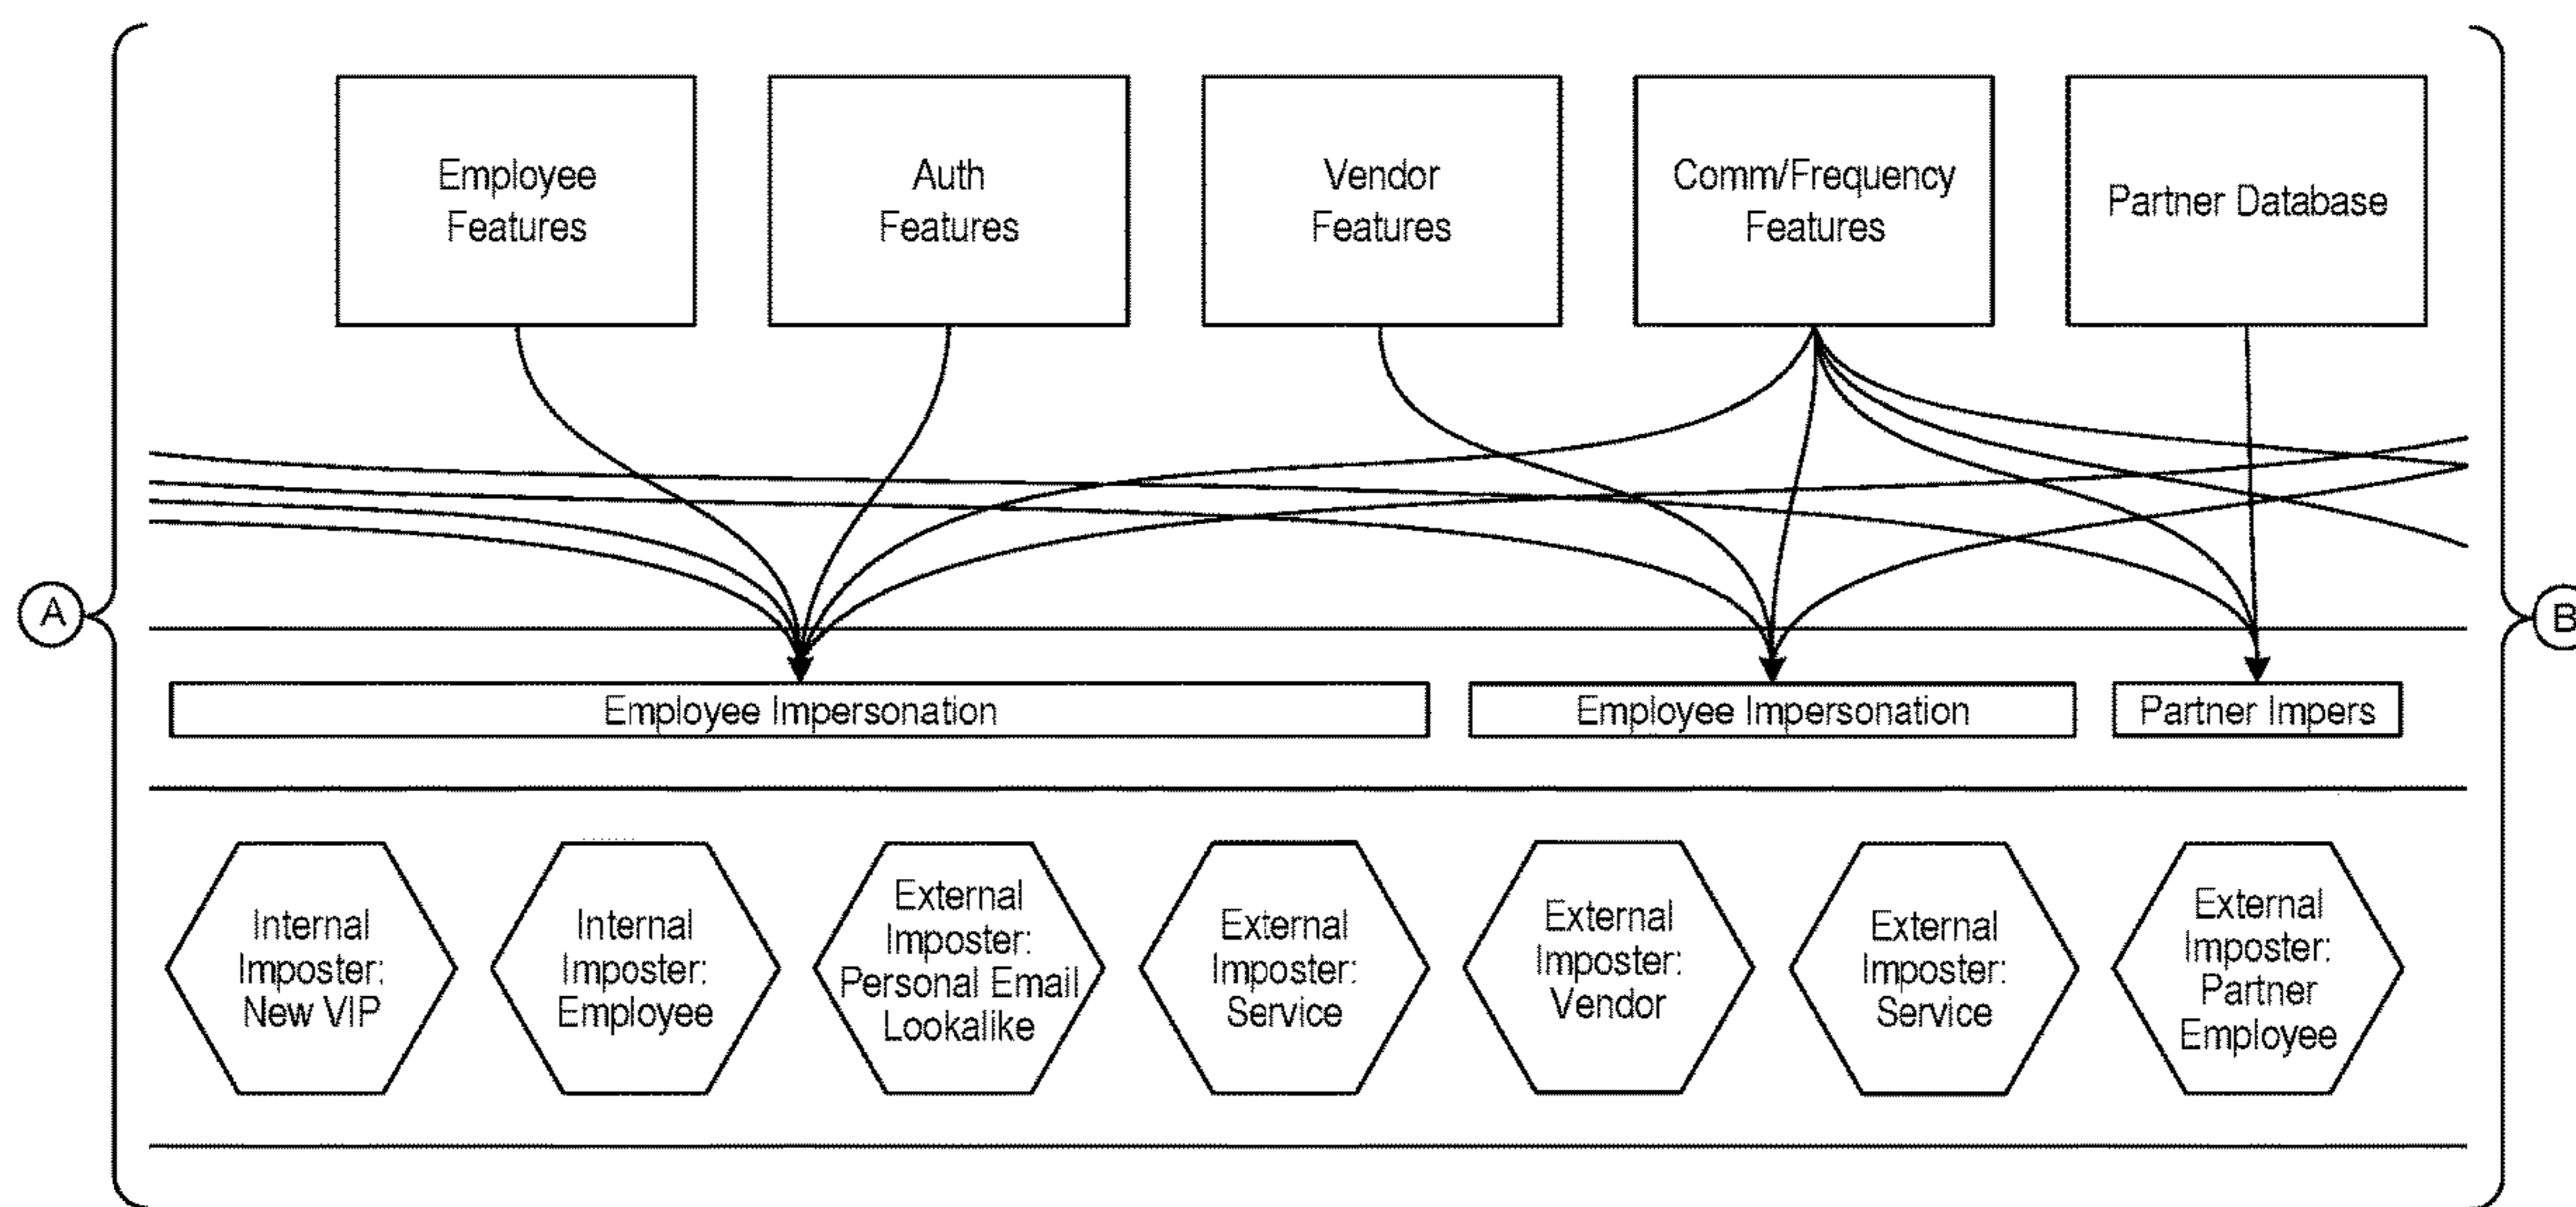 Employee
Features
Auth
Features
Vendor
Features
Comm/Frequency
Features
Partner Database
A
B
Employee Impersonation
Employee Impersonation
Partner Impers
Internal
Imposter:
New VIP
Internal
Imposter:
Employee
External
Imposter:
Personal Email
Lookalike
External
Imposter:
Service
External
Imposter:
Vendor
External
Imposter:
Service
External
Imposter:
Partner
Employee